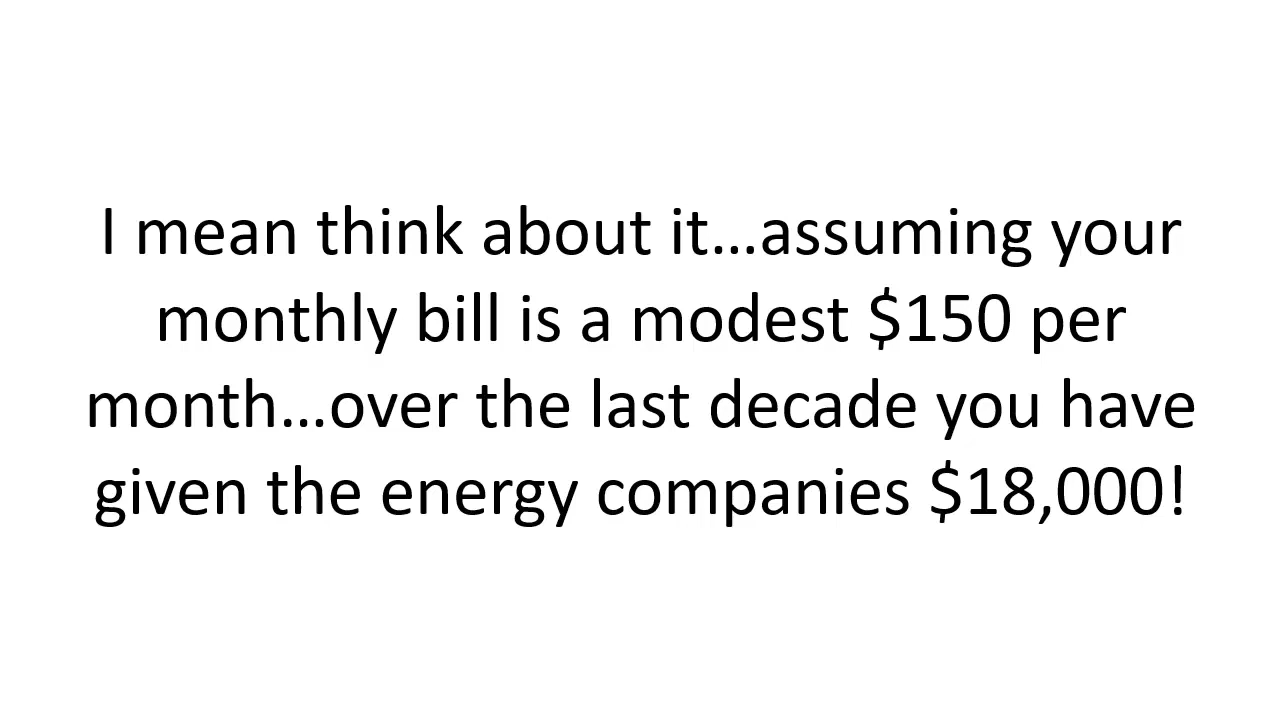 I mean think about it...assuming your
monthly bill is a modest $150 per
month...over the last decade you have
given the energy companies $18,000!